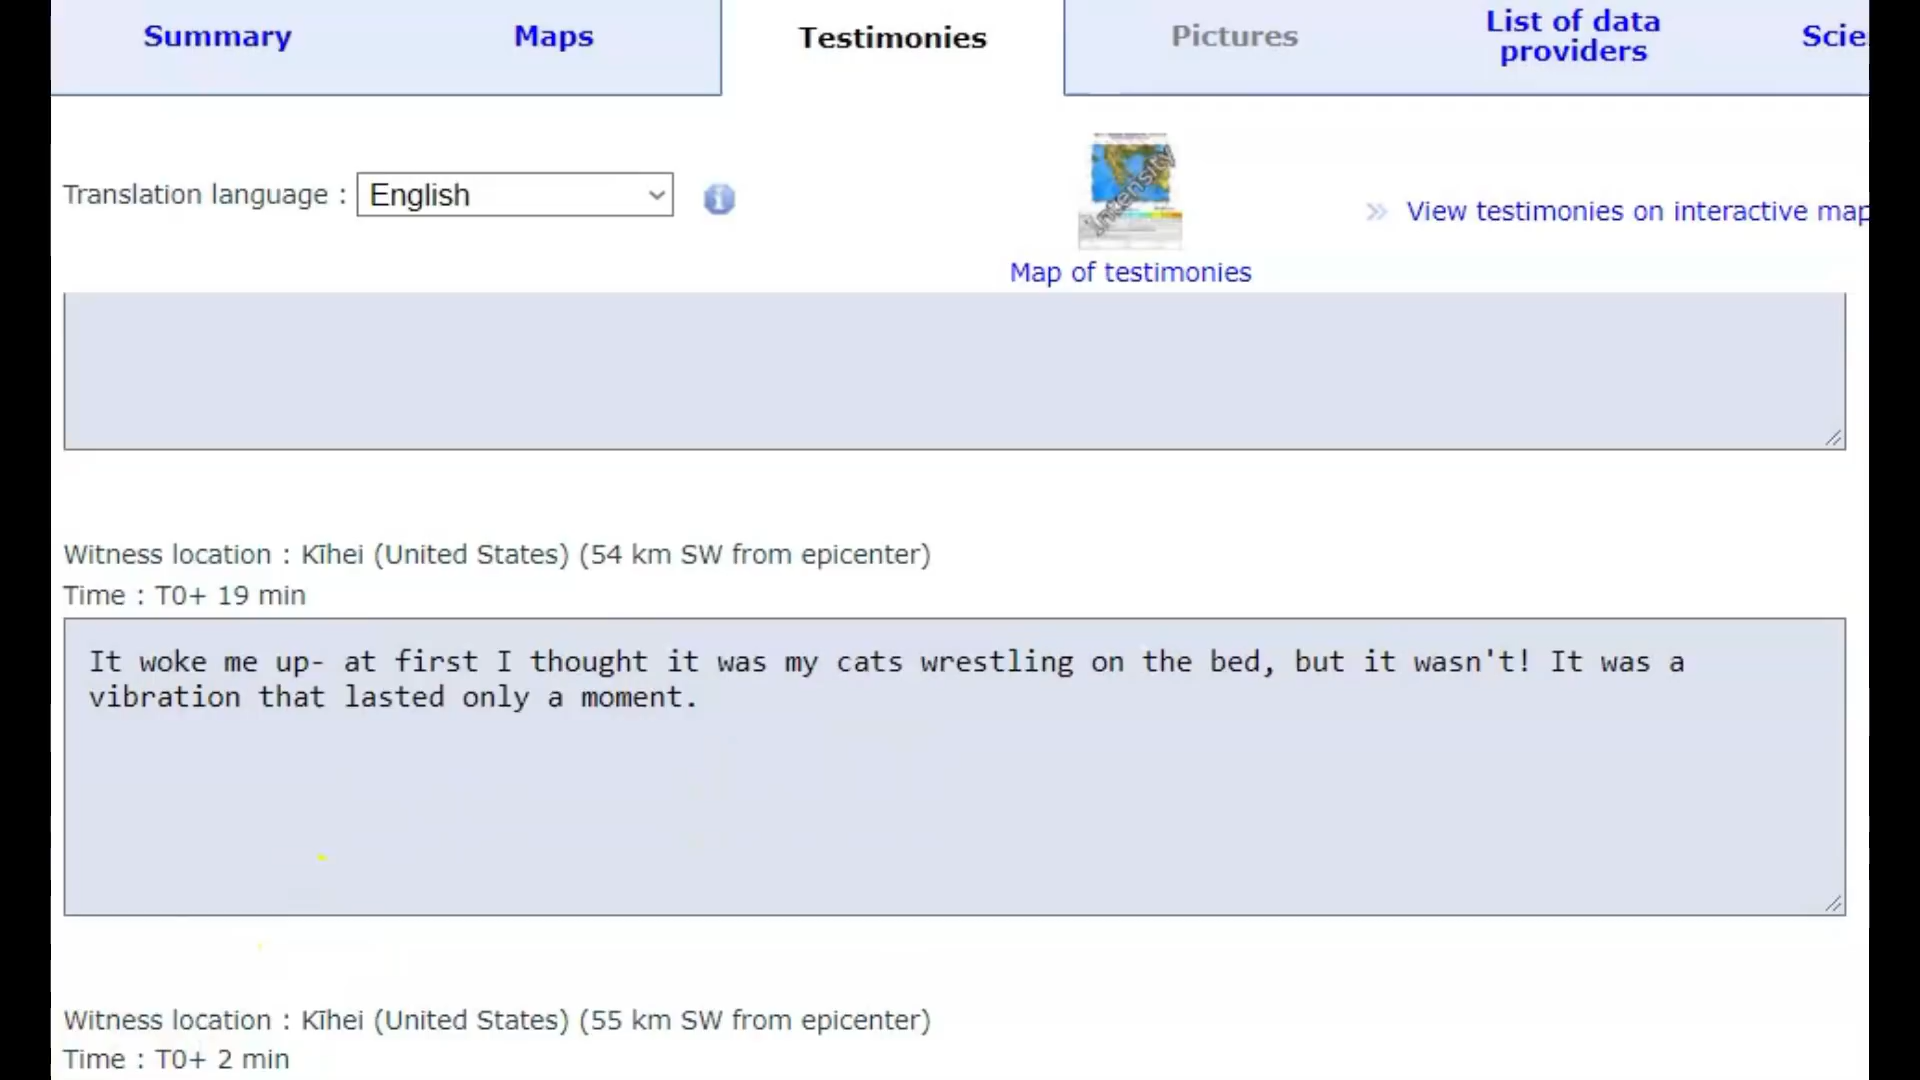 Summary
Maps
Testimonies
Pictures
List of data
providers
Scie
Translation language :
English
Intensity
Map of testimonies
View testimonies on interactive map
Witness location : Kīhei (United States) (54 km SW from epicenter)
Time : T0+ 19 min
It woke me up- at first I thought it was my cats wrestling on the bed, but it wasn't! It was a
vibration that lasted only a moment.
Witness location : Kīhei (United States) (55 km SW from epicenter)
Time : T0+ 2 min